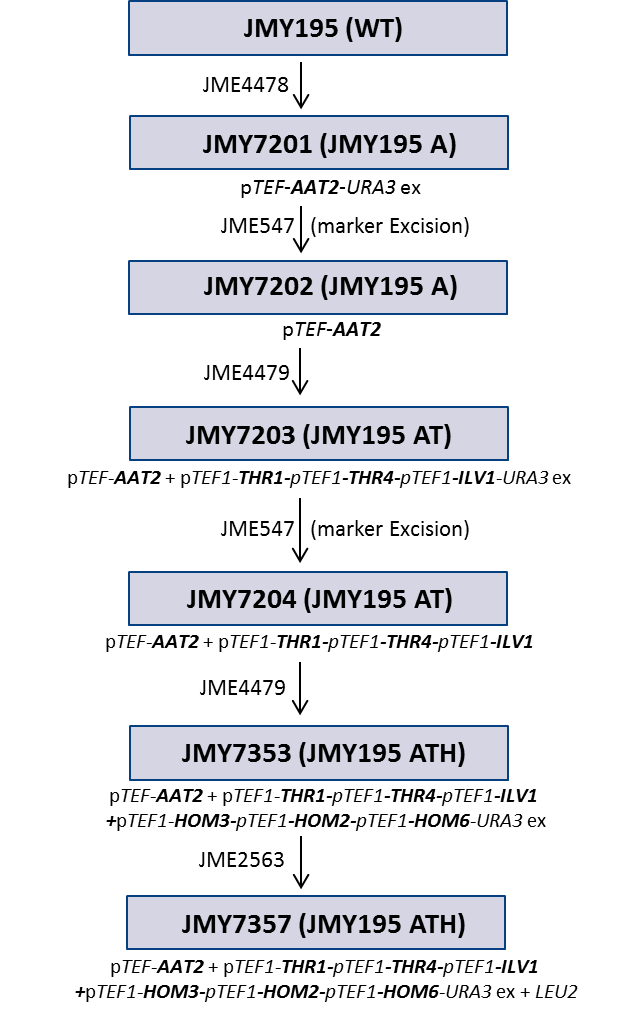 JMY195 (WT)
JME4478
JMY7201 (JMY195 A)
pTEF-AAT2-URA3 ex
JME547 (marker Excision)
JMY7202 (JMY195 A)
pTEF-AAT2
JME4479
JMY7203 (JMY195 AT)
pTEF-AAT2 + pTEF1-THR1-pTEF1-THR4-pTEF1-ILV1-URA3 ex
JME547 (marker Excision)
JMY7204 (JMY195 AT)
pTEF-AAT2 + pTEF1-THR1-pTEF1-THR4-pTEF1-ILV1
JME4479
JMY7353 (JMY195 ATH)
pTEF-AAT2 + pTEF1-THR1-pTEF1-THR4-pTEF1-ILV1
+pTEF1-HOM3-pTEF1-HOM2-pTEF1-HOM6-URA3 ex
JME2563
JMY7357 (JMY195 ATH)
pTEF-AAT2 + pTEF1-THR1-pTEF1-THR4-pTEF1-ILV1
+pTEF1-HOM3-pTEF1-HOM2-pTEF1-HOM6-URA3 ex + LEU2